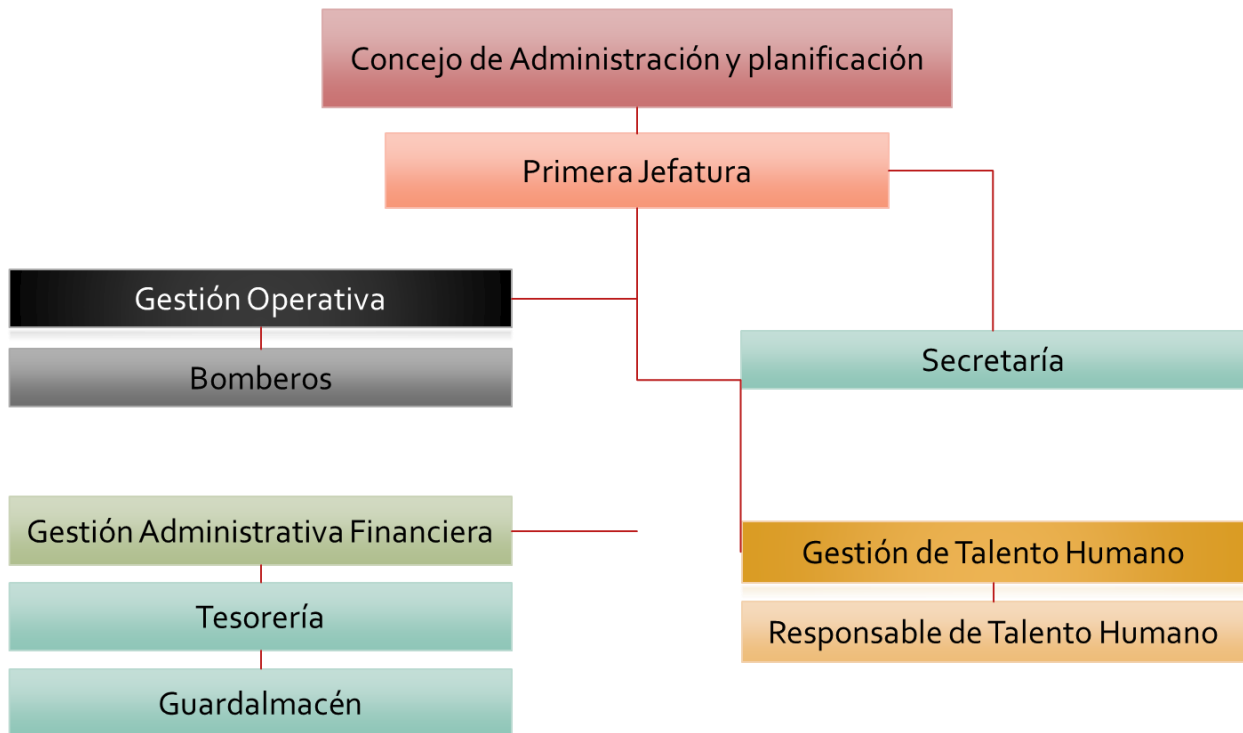 Concejo de Administración y planificación
Primera Jefatura
Gestión Operativa
Bomberos
Secretaría
Gestión Administrativa Financiera
Tesorería
Guardalmacén
Gestión de Talento Humano
Responsable de Talento Humano